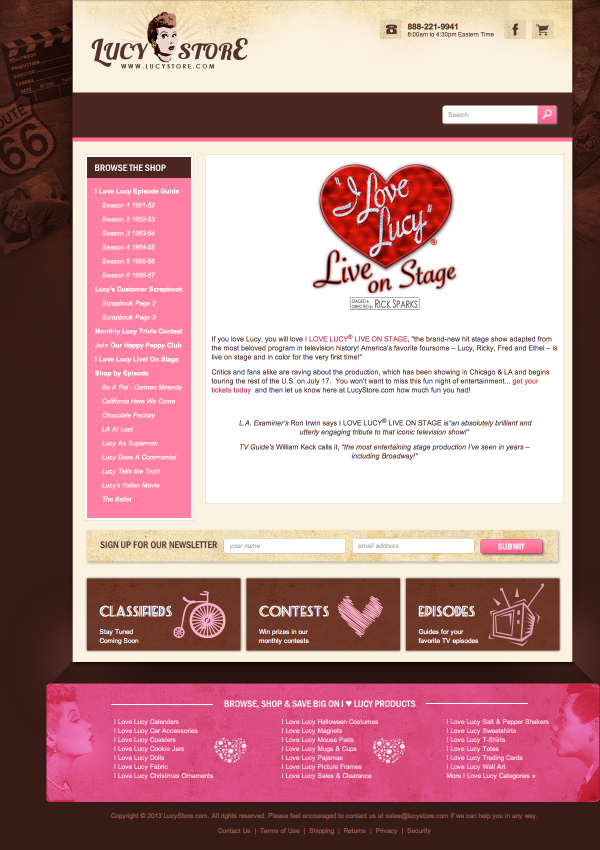 LUCY STORE
WWW.LUCYSTORE.COM
888-221-9941
8:00am to 4:30pm Eastern Time
Search
ROUTE
66
BROWSE THE SHOP
I Love Lucy Episode Guide
Season 1 1951-52
Season 2 1952-53
Season 3 1953-54
Season 4 1954-55
Season 5 1955-56
Season 6 1956-57
Lucy's Customer Scrapbook
Scrapbook Page 2
Scrapbook Page 3
Monthly Lucy Trivia Contest
Join Our Happy Peppy Club
I Love Lucy Live! On Stage
Shop by Episode
Be A Pal - Carmen Miranda
California Here We Come
Chocolate Factory
LA At Last
Lucy As Superman
Lucy Does A Commercial
Lucy Tells the Truth
Lucy's Italian Movie
The Ballet
"I Love
Lucy"®
Live on Stage
STAGED & DIRECTED BY RICK SPARKS
If you love Lucy, you will love I LOVE LUCY® LIVE ON STAGE, "the brand-new hit stage show adapted from
the most beloved program in television history! America's favorite foursome – Lucy, Ricky, Fred and Ethel – is
live on stage and in color for the very first time!"
Critics and fans alike are raving about the production, which has been showing in Chicago & LA and begins
touring the rest of the U.S. on July 17. You won't want to miss this fun night of entertainment... get your
tickets today and then let us know here at LucyStore.com how much fun you had!
L.A. Examiner's Ron Irwin says I LOVE LUCY® LIVE ON STAGE is"an absolutely brilliant and
utterly engaging tribute to that iconic television show!"
TV Guide's William Keck calls it, "the most entertaining stage production I've seen in years –
including Broadway!"
SIGN UP FOR OUR NEWSLETTER your name email address SUBMIT
CLASSIFIEDS
Stay Tuned
Coming Soon
CONTESTS
Win prizes in our
monthly contests
EPISODES
Guides for your
favorite TV episodes
BROWSE, SHOP & SAVE BIG ON I ♥ LUCY PRODUCTS
I Love Lucy Calendars
I Love Lucy Car Accessories
I Love Lucy Coasters
I Love Lucy Cookie Jars
I Love Lucy Dolls
I Love Lucy Fabric
I Love Lucy Christmas Ornaments
I Love Lucy Halloween Costumes
I Love Lucy Magnets
I Love Lucy Mouse Pads
I Love Lucy Mugs & Cups
I Love Lucy Pajamas
I Love Lucy Picture Frames
I Love Lucy Sales & Clearance
I Love Lucy Salt & Pepper Shakers
I Love Lucy Sweatshirts
I Love Lucy T-Shirts
I Love Lucy Totes
I Love Lucy Trading Cards
I Love Lucy Wall Art
More I Love Lucy Categories »
Copyright © 2013 LucyStore.com. All rights reserved. Please feel encouraged to contact us at sales@lucystore.com if we can help you in any way.
Contact Us | Terms of Use | Shipping | Returns | Privacy | Security